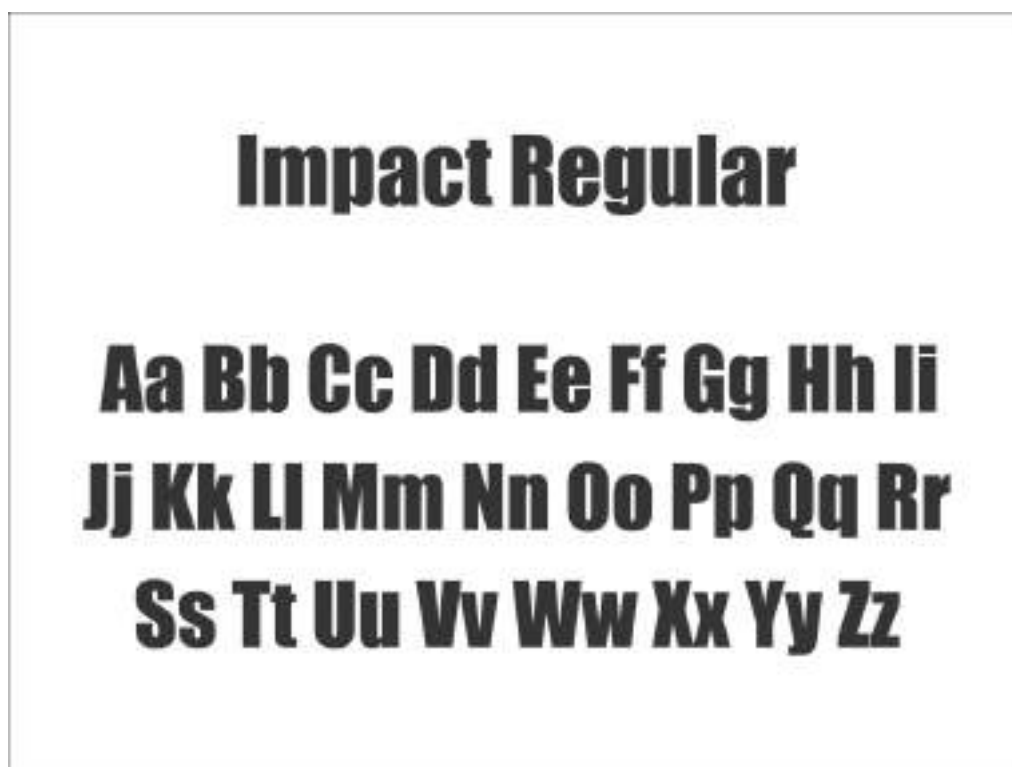 Impact Regular
Aa Bb Cc Dd Ee Ff Gg Hh Ii
Jj Kk Ll Mm Nn Oo Pp Qq Rr
Ss Tt Uu Vv Ww Xx Yy Zz